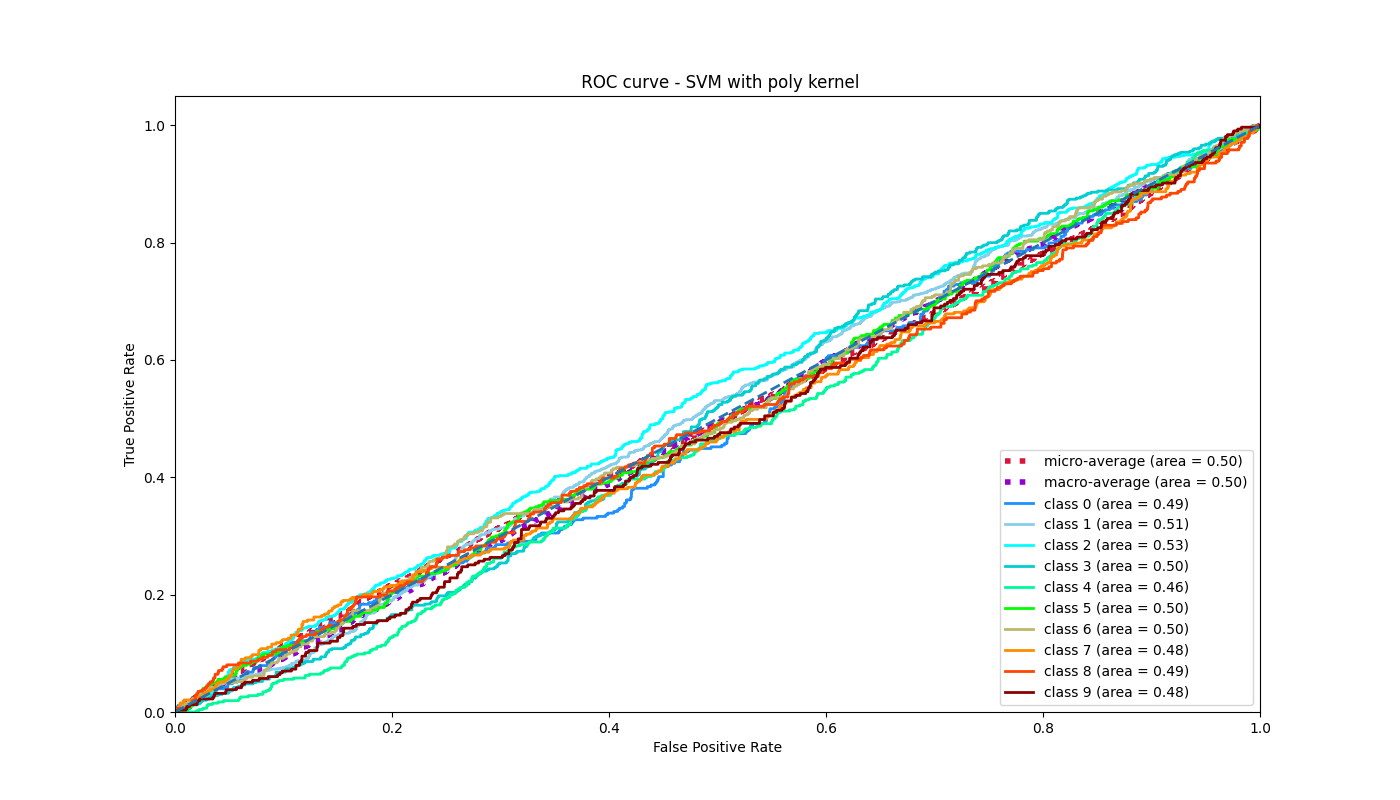 ROC curve - SVM with poly kernel
True Positive Rate
1.0
0.8
0.6
0.4
0.2
0.0
micro-average (area = 0.50)
macro-average (area = 0.50)
class 0 (area = 0.49)
class 1 (area = 0.51)
class 2 (area = 0.53)
class 3 (area = 0.50)
class 4 (area = 0.46)
class 5 (area = 0.50)
class 6 (area = 0.50)
class 7 (area = 0.48)
class 8 (area = 0.49)
class 9 (area = 0.48)
0.0 0.2 0.4 0.6 0.8 1.0
False Positive Rate